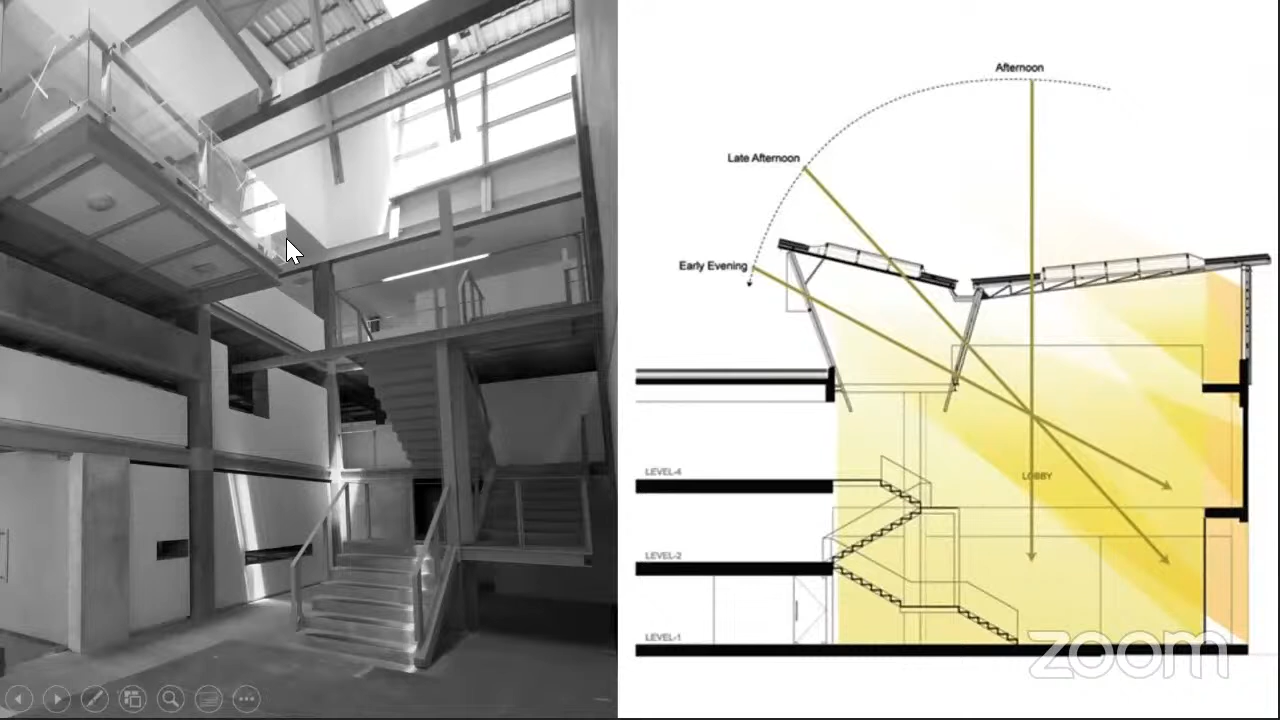 Afternoon
Late Afternoon
Early Evening
LEVEL-4
LOBBY
LEVEL-2
LEVEL-1
zoom